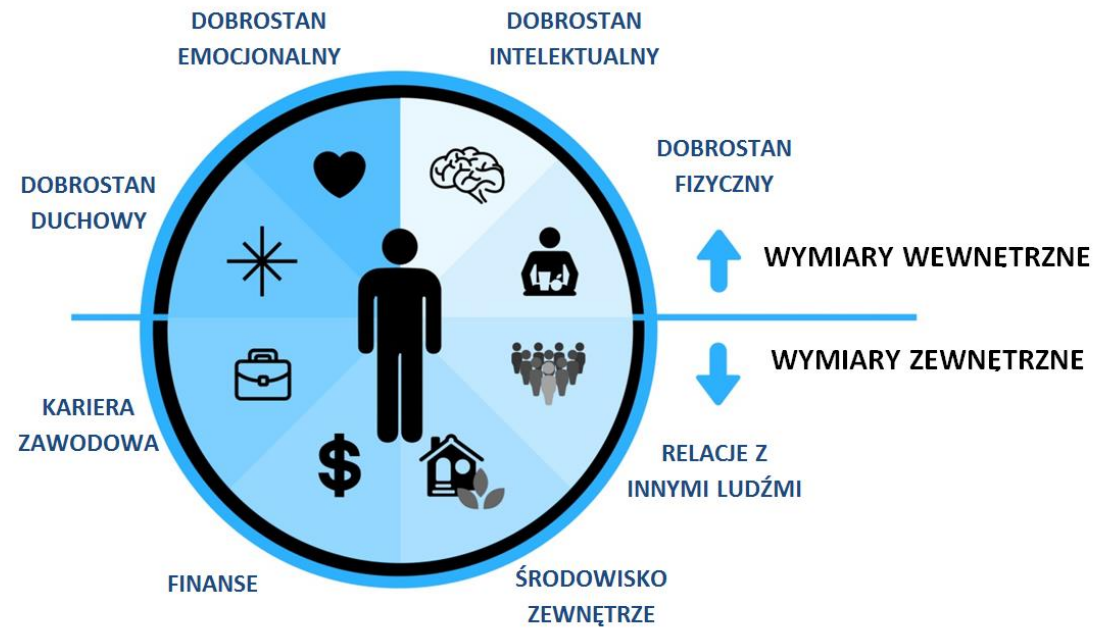 DOBROSTAN
EMOCJONALNY
DOBROSTAN
INTELEKTUALNY
DOBROSTAN
FIZYCZNY
DOBROSTAN
DUCHOWY
WYMIARY WEWNĘTRZNE
WYMIARY ZEWNĘTRZNE
KARIERA
ZAWODOWA
$
RELACJE Z
INNYMI LUDŹMI
FINANSE
ŚRODOWISKO
ZEWNĘTRZE